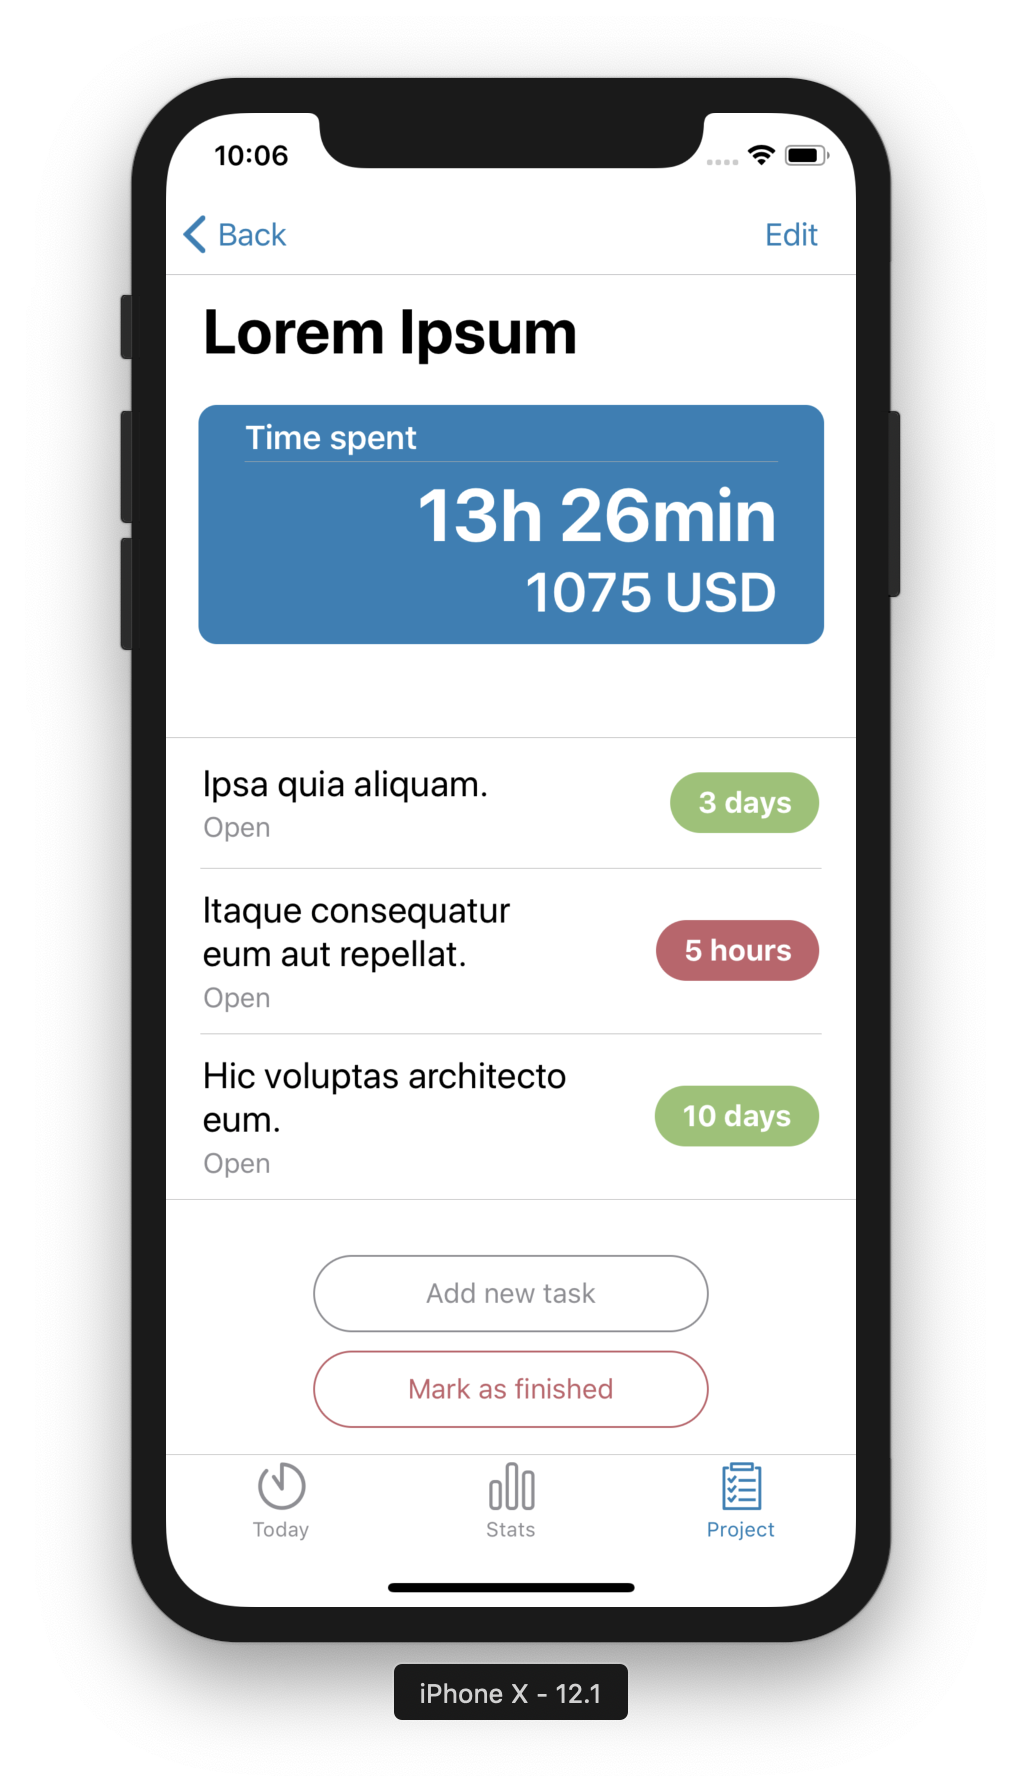 10:06
Back
Edit
Lorem Ipsum
Time spent
13h 26min
1075 USD
Ipsa quia aliquam.
Open
3 days
Itaque consequatur
eum aut repellat.
Open
5 hours
Hic voluptas architecto
eum.
Open
10 days
Add new task
Mark as finished
Today
Stats
Project
iPhone X - 12.1